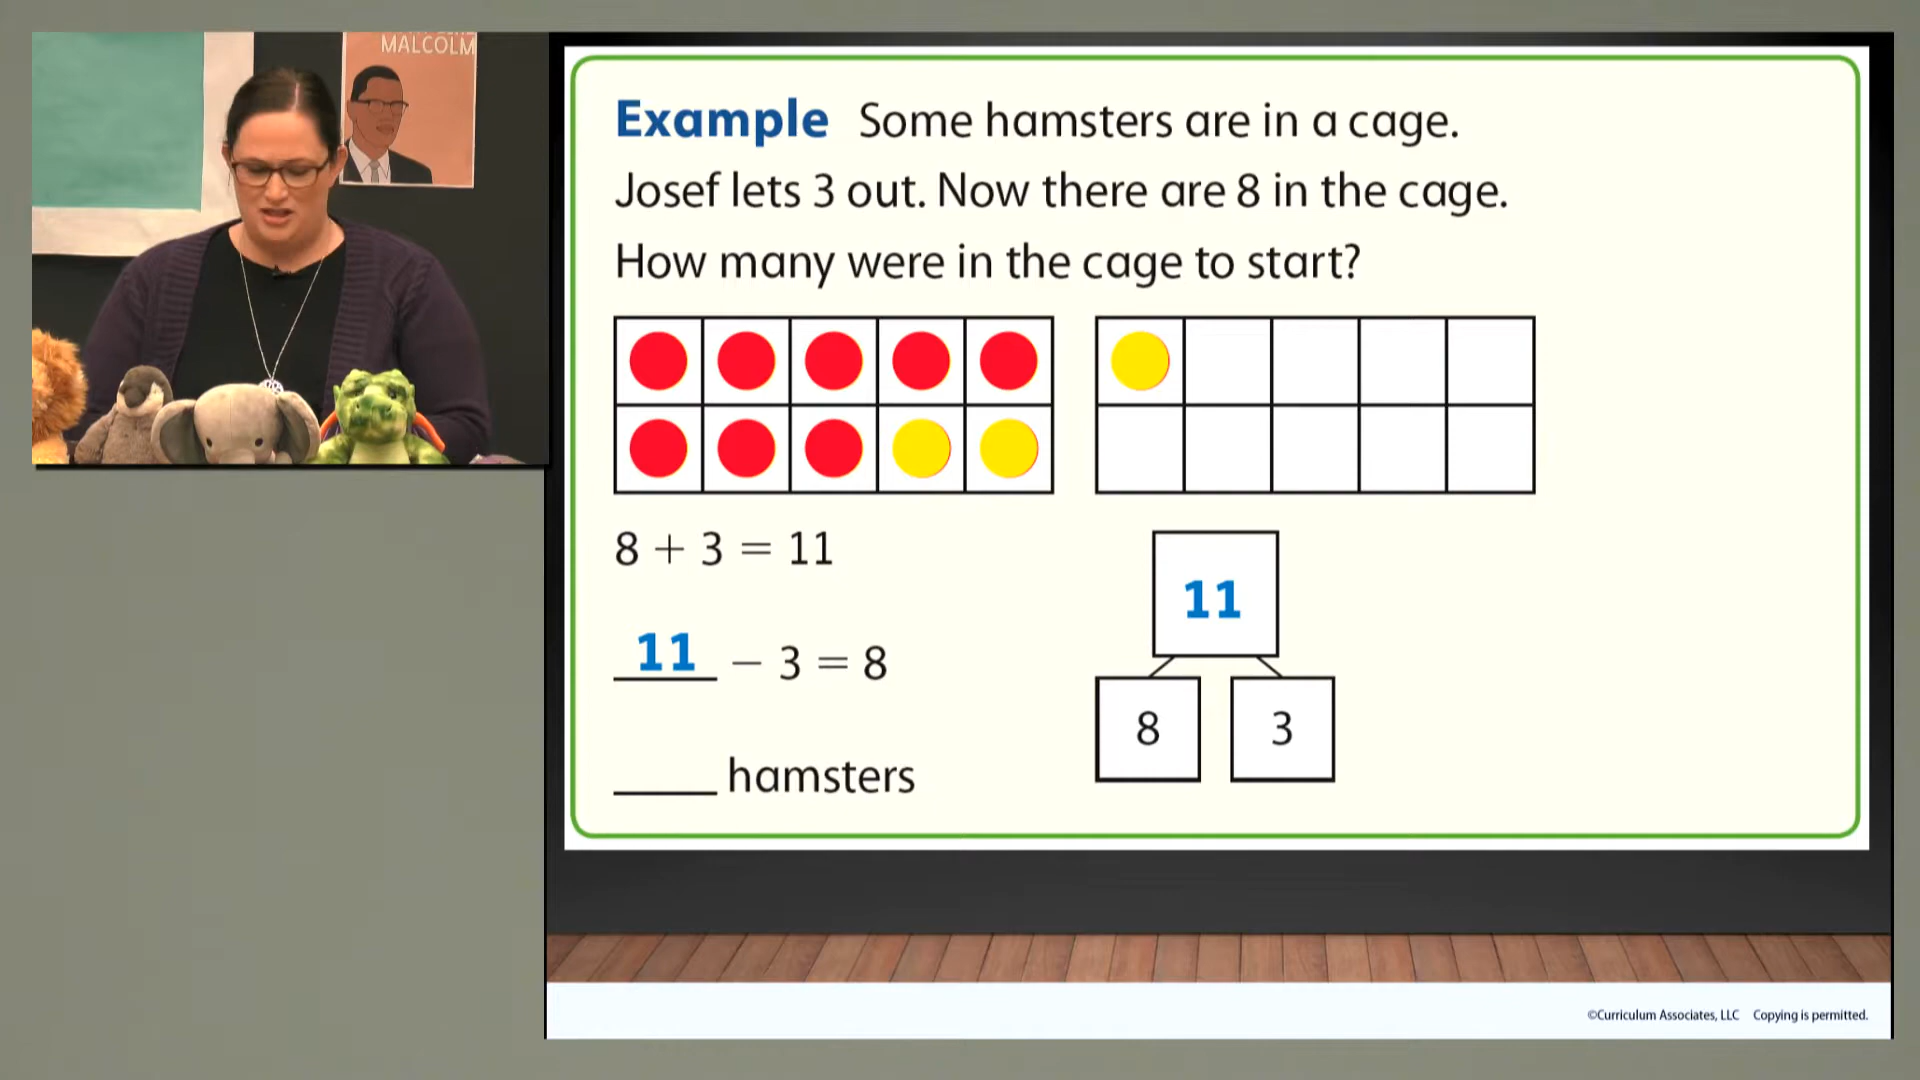 MALCOLM
Example Some hamsters are in a cage.
Josef lets 3 out. Now there are 8 in the cage.
How many were in the cage to start?
8 + 3 = 11
11 − 3 = 8
____ hamsters
11
8 3
©Curriculum Associates, LLC Copying is permitted.